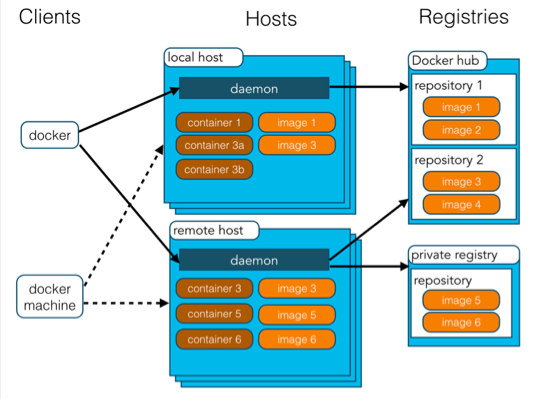 Clients
Hosts
Registries
local host
daemon
container 1
image 1
container 3a
image 3
container 3b
docker
docker
machine
remote host
daemon
container 3
image 3
container 5
image 5
container 6
image 6
Docker hub
repository 1
image 1
image 2
repository 2
image 3
image 4
private registry
repository
image 5
image 6